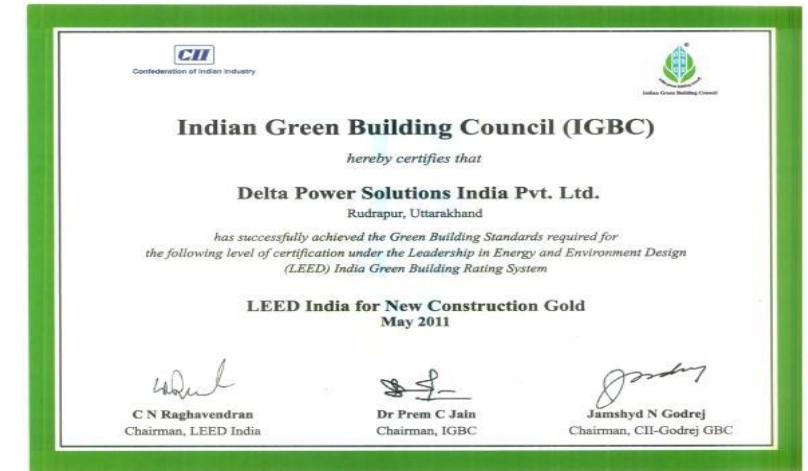 CII
Confederation of Indian Industry
Indian Green Building Council
Indian Green Building Council (IGBC)
hereby certifies that
Delta Power Solutions India Pvt. Ltd.
Rudrapur, Uttarakhand
has successfully achieved the Green Building Standards required for
the following level of certification under the Leadership in Energy and Environment Design
(LEED) India Green Building Rating System
LEED India for New Construction Gold
May 2011
C N Raghavendran
Chairman, LEED India
Dr Prem C Jain
Chairman, IGBC
Jamshyd N Godrej
Chairman, CII-Godrej GBC